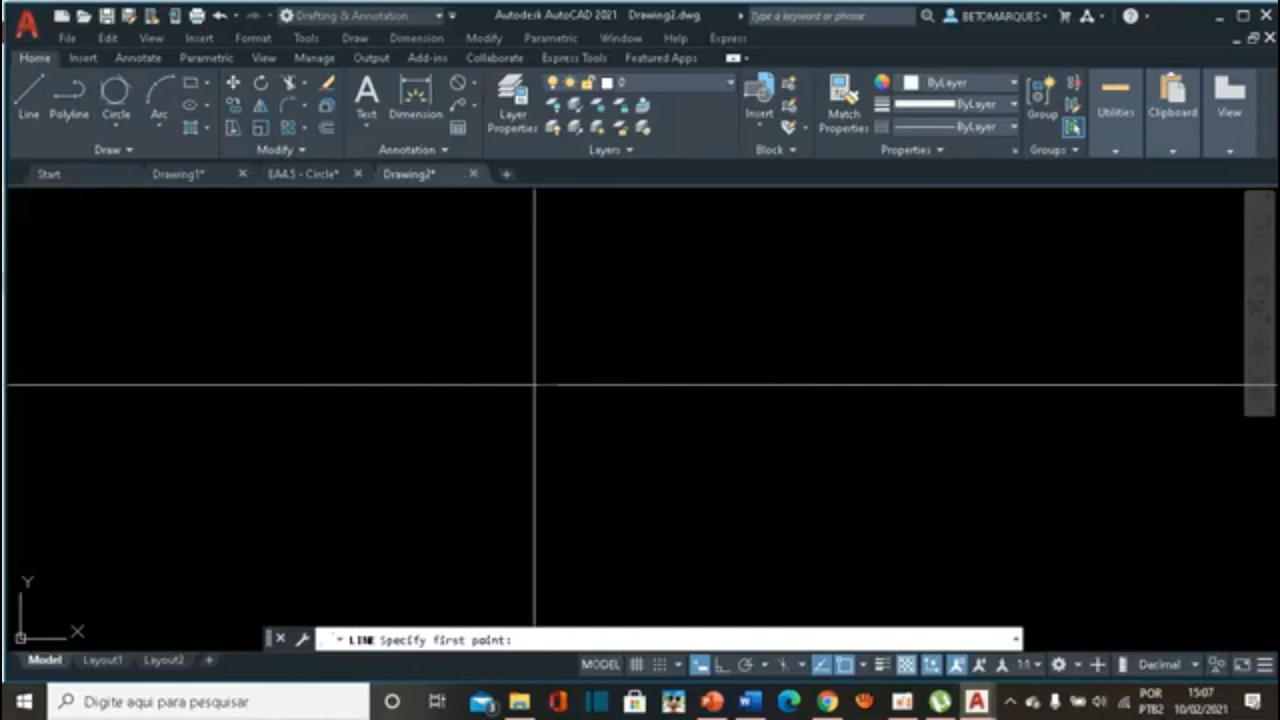 Drafting & Annotation Autodesk AutoCAD 2021 Drawing2.dwg Type a keyword or phrase BETOMARQUES
File Edit View Insert Format Tools Draw Dimension Modify Parametric Window Help Express
Home Insert Annotate Parametric View Manage Output Add-ins Collaborate Express Tools Featured Apps
0 ByLayer
ByLayer
Line Polyline Circle Arc Text Dimension Layer Properties Insert Match Properties Group Utilities Clipboard View
ByLayer
Draw Modify Annotation Layers Block Properties Groups
Start Drawing1* EA4.5 - Circle* Drawing2*
Y
X
LINE Specify first point:
Model Layout1 Layout2 + MODEL 1:1 Decimal
Digite aqui para pesquisar POR 15:07
PTB2 10/02/2021